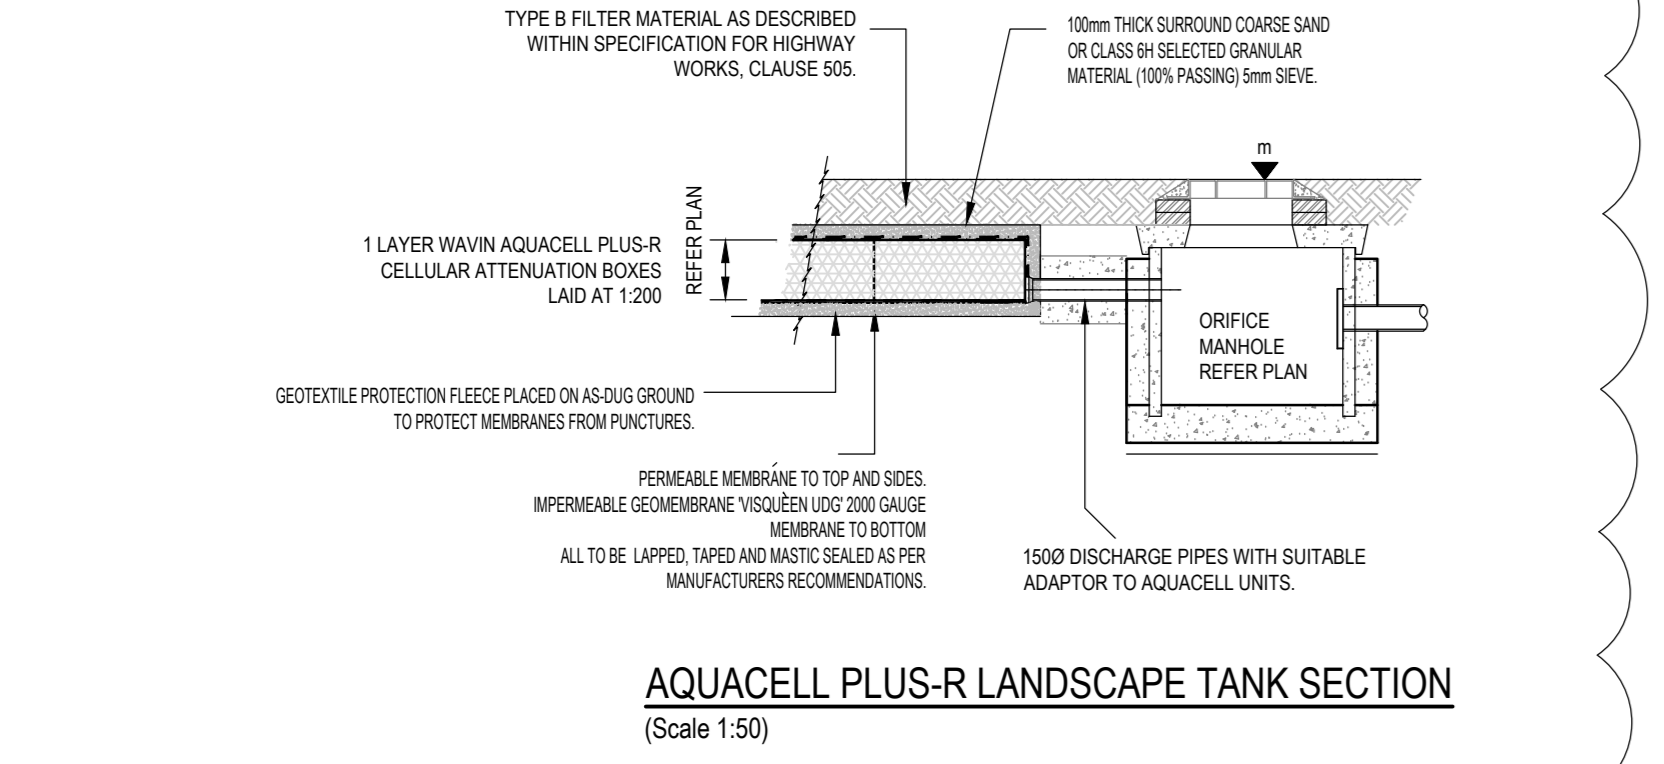 TYPE B FILTER MATERIAL AS DESCRIBED
WITHIN SPECIFICATION FOR HIGHWAY
WORKS, CLAUSE 505.
100mm THICK SURROUND COARSE SAND
OR CLASS 6H SELECTED GRANULAR
MATERIAL (100% PASSING) 5mm SIEVE.
m
REFER PLAN
1 LAYER WAVIN AQUACELL PLUS-R
CELLULAR ATTENUATION BOXES
LAID AT 1:200
ORIFICE
MANHOLE
REFER PLAN
GEOTEXTILE PROTECTION FLEECE PLACED ON AS-DUG GROUND
TO PROTECT MEMBRANES FROM PUNCTURES.
PERMEABLE MEMBRANE TO TOP AND SIDES.
IMPERMEABLE GEOMEMBRANE 'VISQUEEN UDG' 2000 GAUGE
MEMBRANE TO BOTTOM
ALL TO BE LAPPED, TAPED AND MASTIC SEALED AS PER
MANUFACTURERS RECOMMENDATIONS.
150Ø DISCHARGE PIPES WITH SUITABLE
ADAPTOR TO AQUACELL UNITS.
AQUACELL PLUS-R LANDSCAPE TANK SECTION
(Scale 1:50)